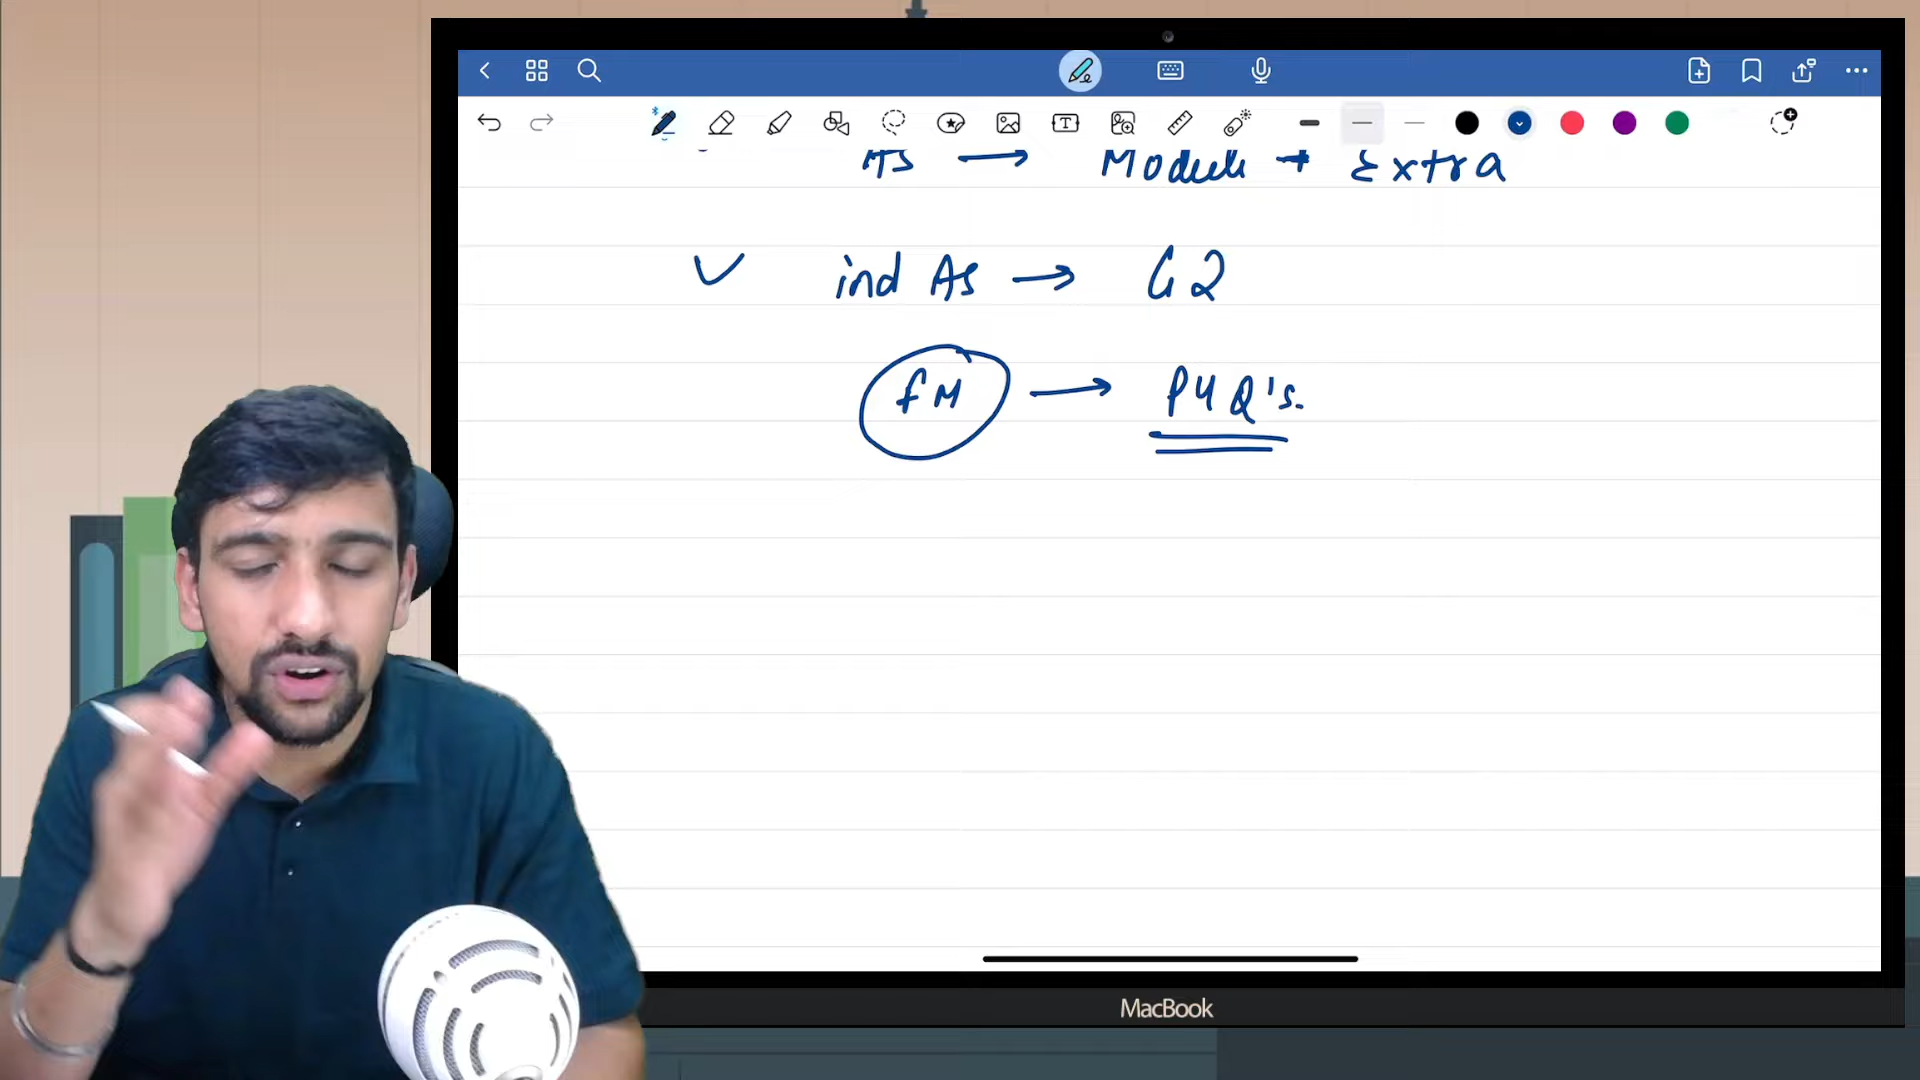 AS → Module + Extra
✓ ind AS → G2
fM → PYQ's.
MacBook